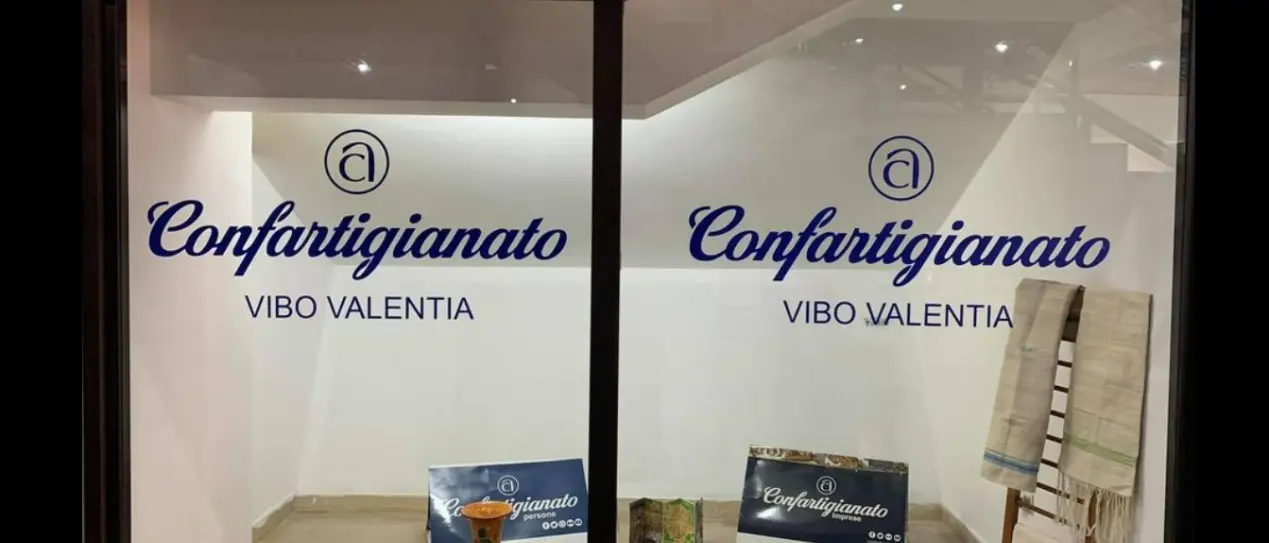 Confartigianato
VIBO VALENTIA
Confartigianato
VIBO VALENTIA
Confartigianato
persone
Confartigianato
imprese